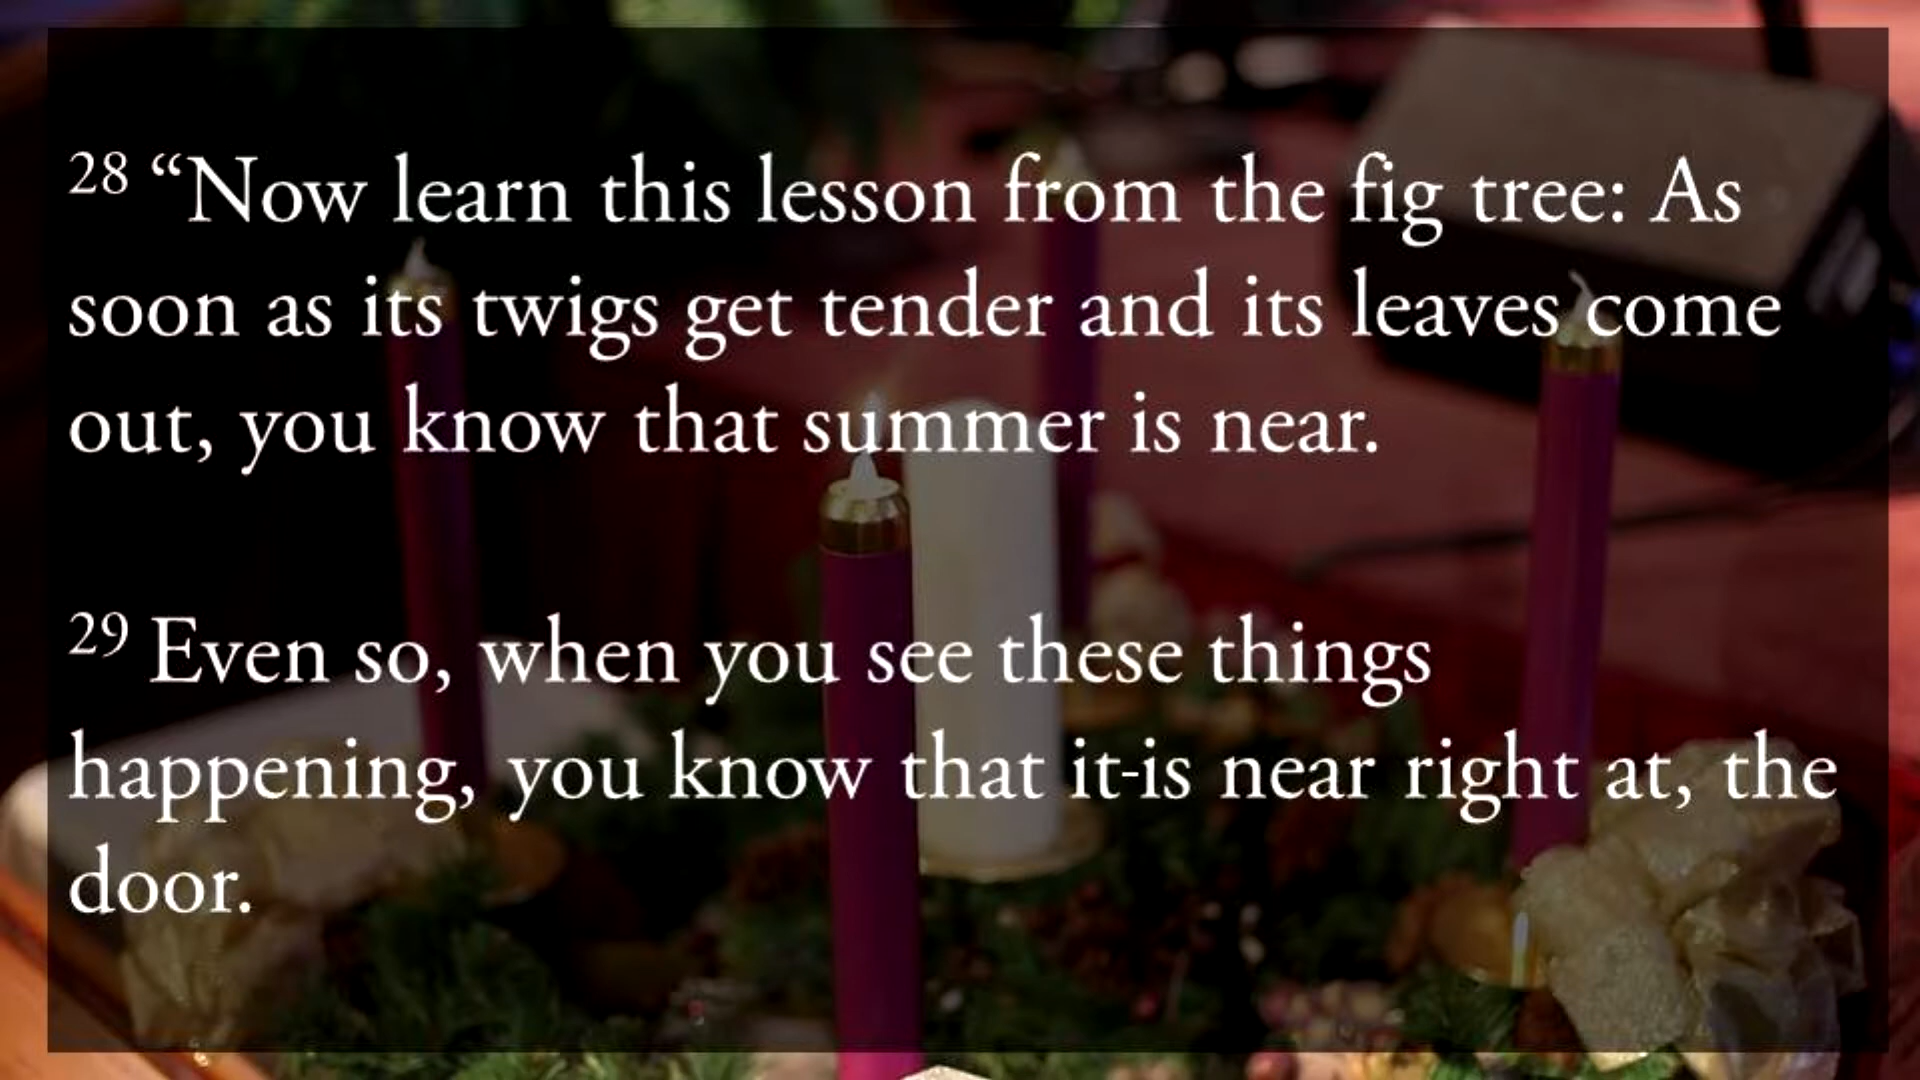 28 “Now learn this lesson from the fig tree: As
soon as its twigs get tender and its leaves come
out, you know that summer is near.
29 Even so, when you see these things
happening, you know that it-is near right at, the
door.